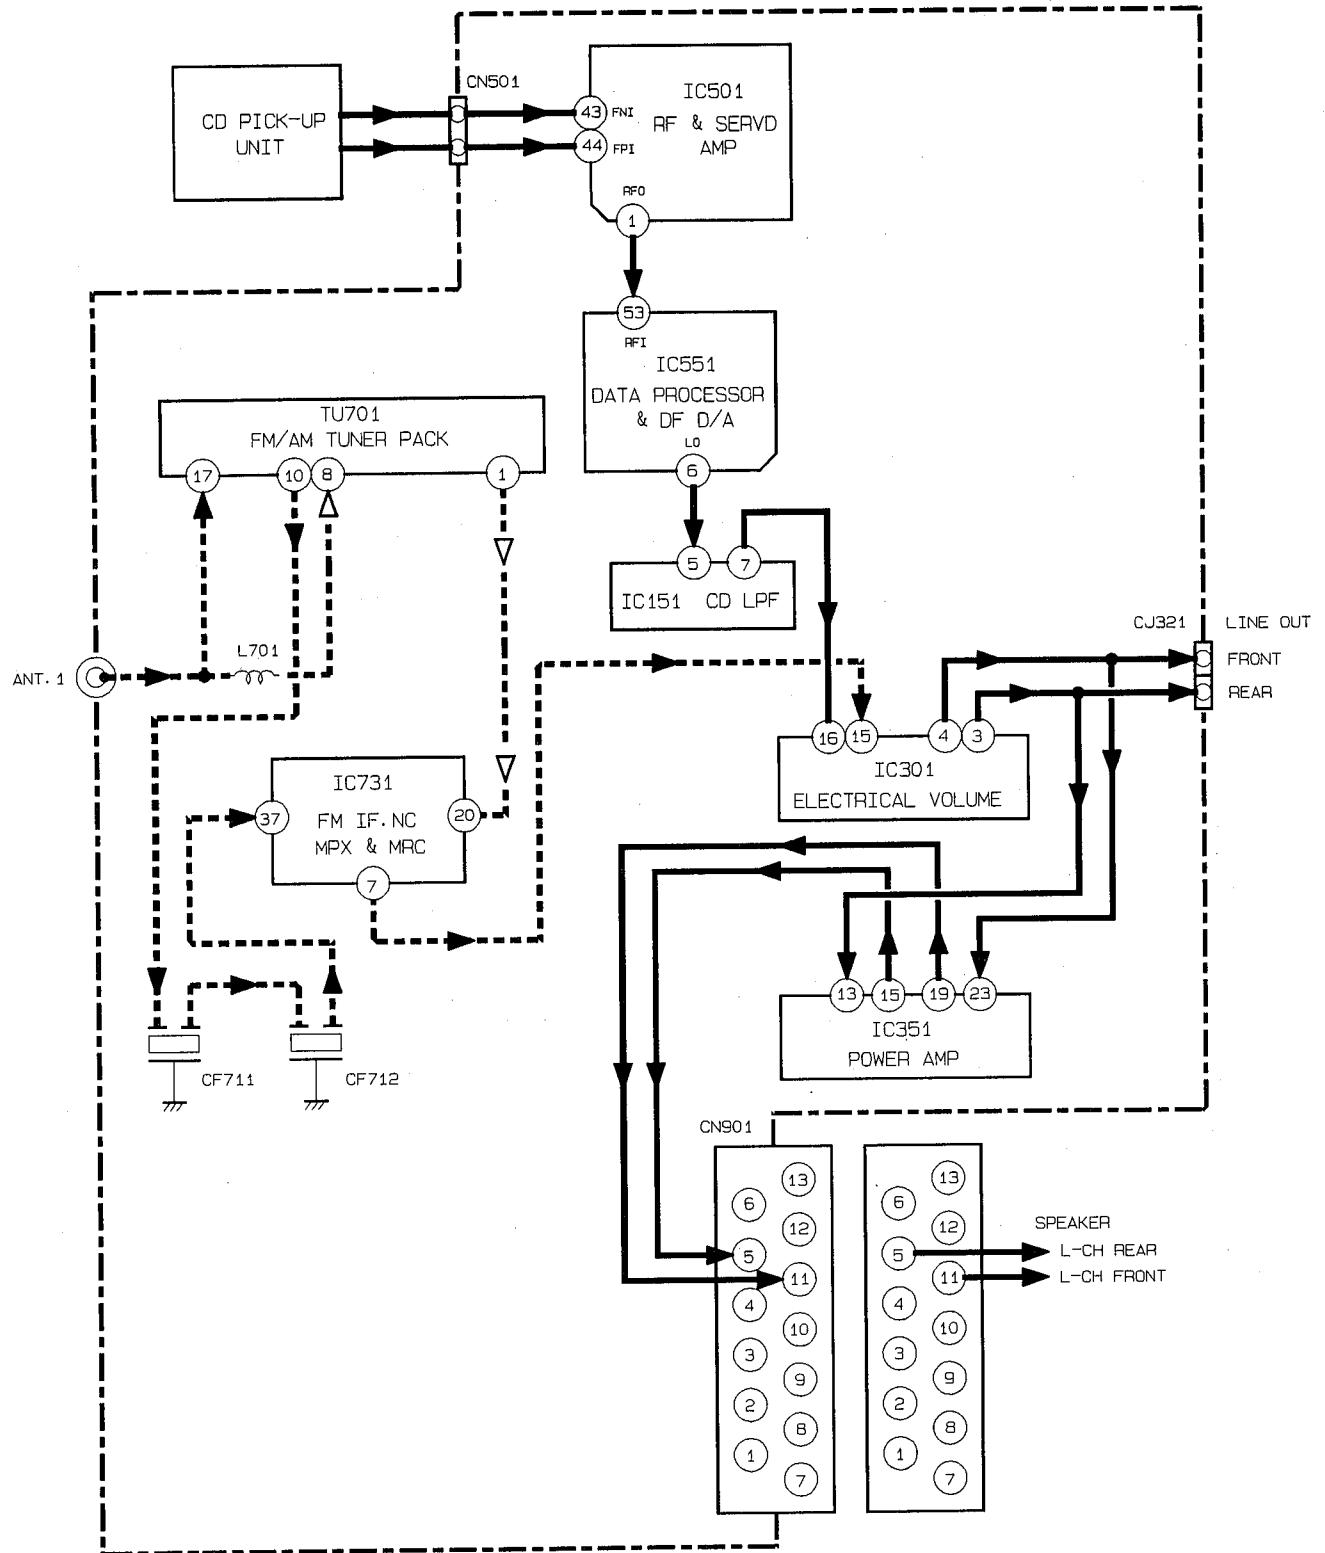 CN501
CD PICK-UP
UNIT
IC501
RF & SERVD
AMP
43 FNI
44 FPI
RFO
1
53
RFI
IC551
DATA PROCESSOR
& DF D/A
LO
6
TU701
FM/AM TUNER PACK
17 10 8 1
5 7
IC151 CD LPF
ANT. 1
L701
CJ321 LINE OUT
FRONT
REAR
16 15 4 3
IC301
ELECTRICAL VOLUME
IC731
37 FM IF. NC 20
MPX & MRC
7
13 15 19 23
IC351
POWER AMP
CF711
CF712
CN901
13
6
12
5
11
4
10
3
9
2
8
1
7
13
6
12
5
11
4
10
3
9
2
8
1
7
SPEAKER
L-CH REAR
L-CH FRONT